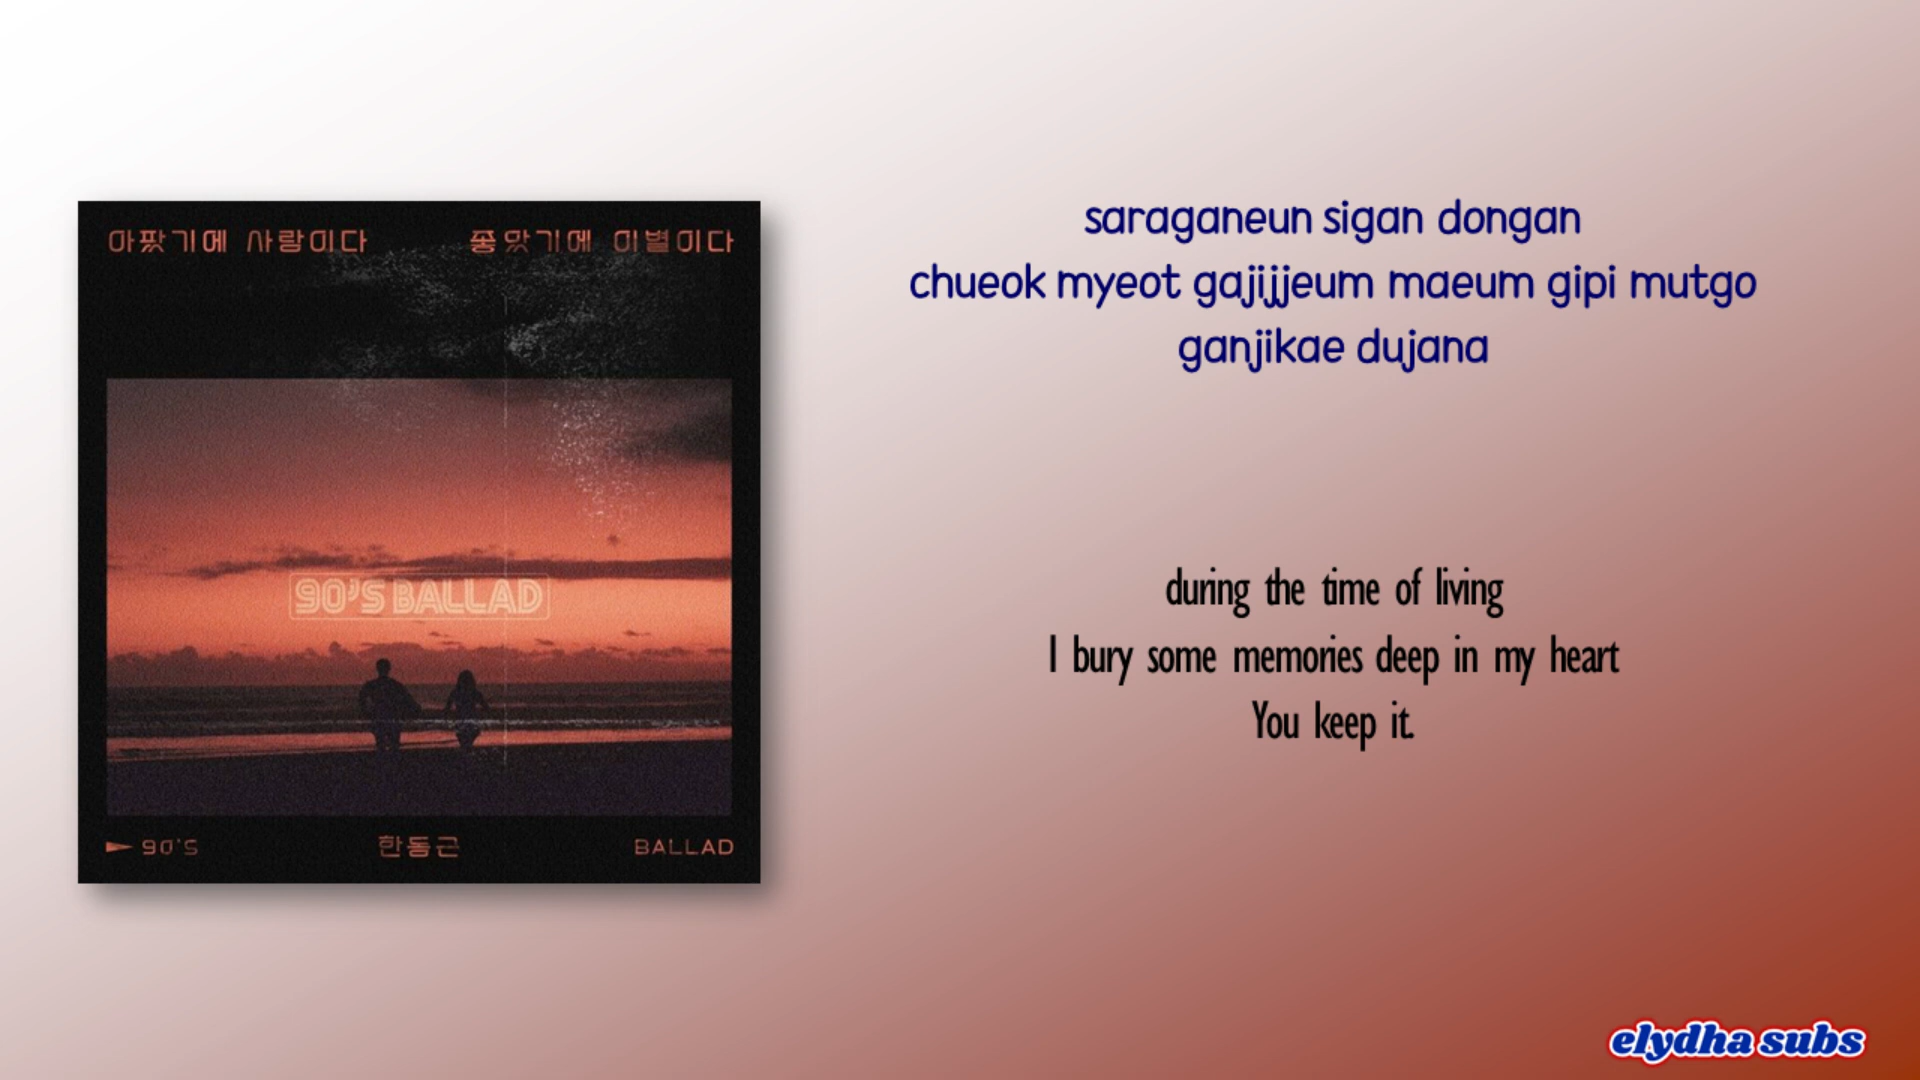 아팠기에 사랑이다 좋았기에 이별이다
90'S BALLAD
► 90'S 한동근 BALLAD
saraganeun sigan dongan
chueok myeot gajijjeum maeum gipi mutgo
ganjikae dujana
during the time of living
I bury some memories deep in my heart
You keep it.
elydha subs